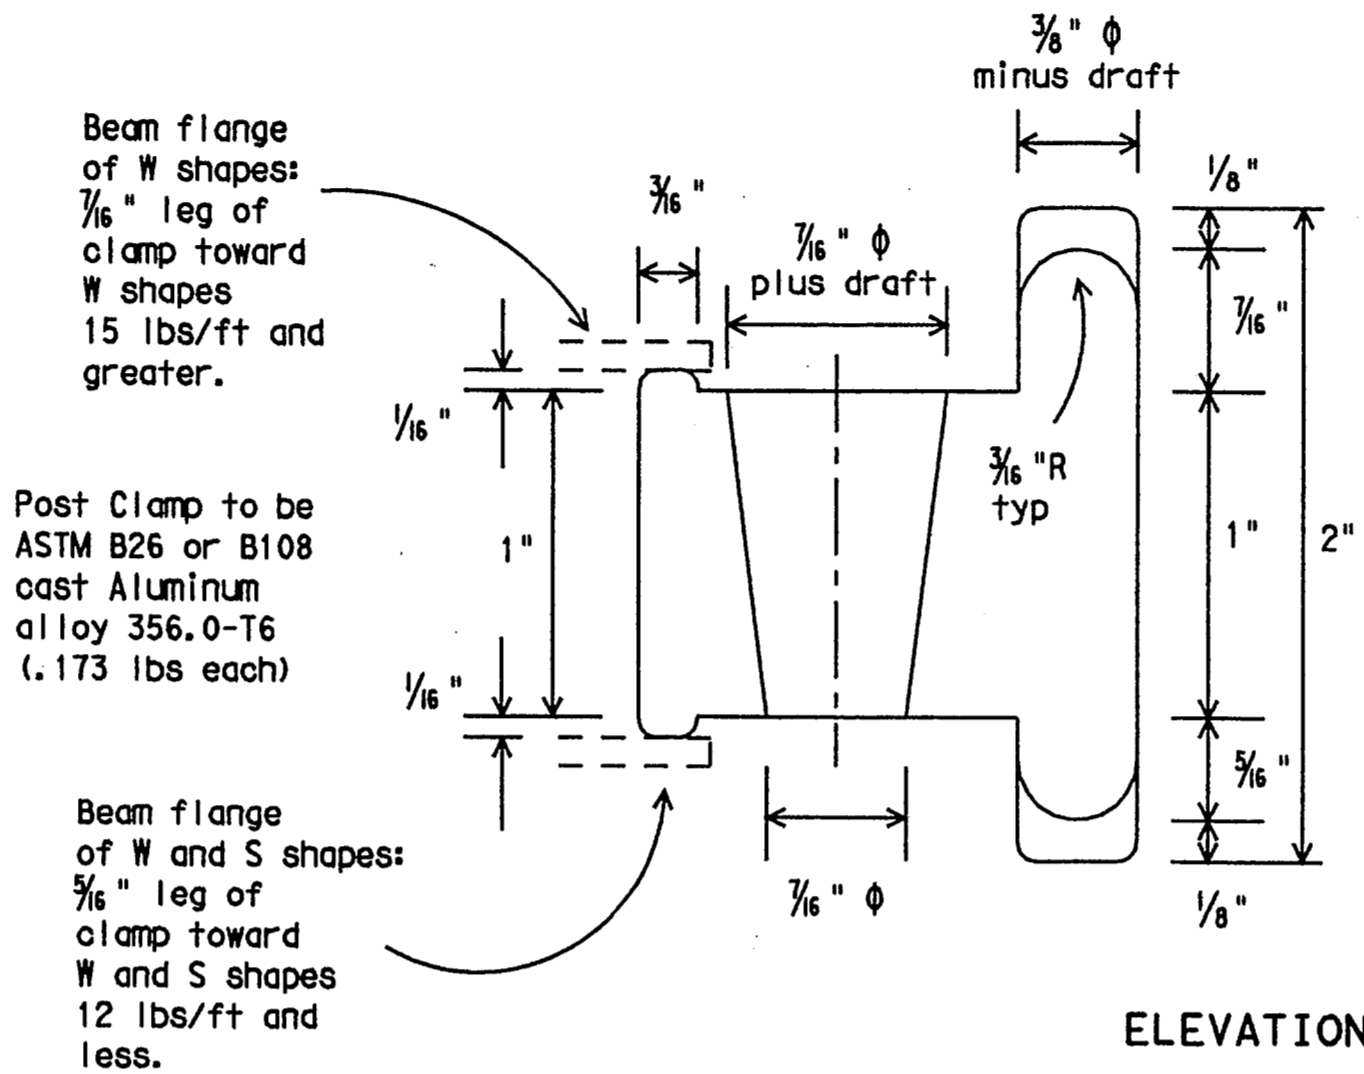 3/8 " ϕ
minus draft
Beam flange
of W shapes:
7/16 " leg of
clamp toward
W shapes
15 lbs/ft and
greater.
3/16 "
7/16 " ϕ
plus draft
1/8"
7/16 "
1/16 "
3/16 "R
typ
Post Clamp to be
ASTM B26 or B108
cast Aluminum
alloy 356.0-T6
(.173 lbs each)
1"
1"
2"
1/16 "
5/16 "
Beam flange
of W and S shapes:
5/16 " leg of
clamp toward
W and S shapes
12 lbs/ft and
less.
7/16 " ϕ
1/8"
ELEVATION